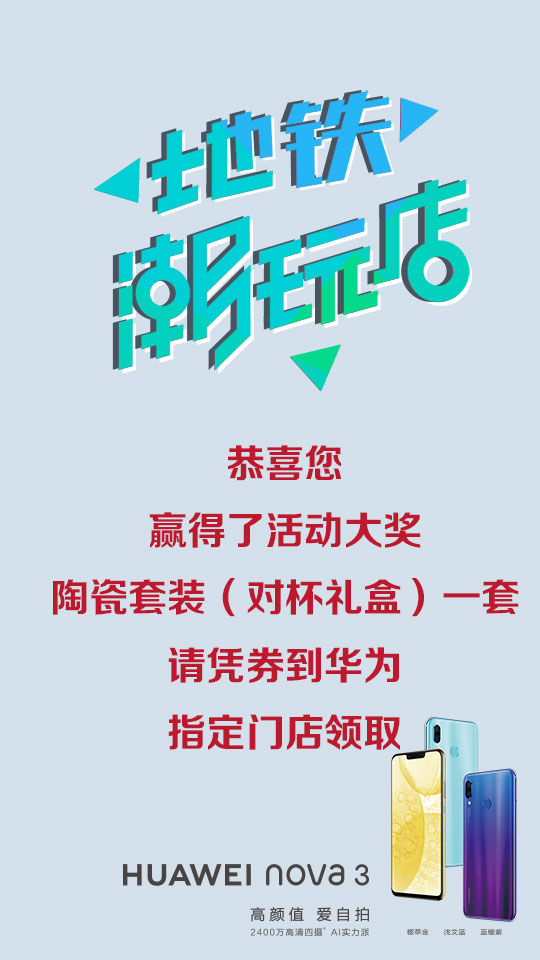 地铁
潮玩店
恭喜您
赢得了活动大奖
陶瓷套装（对杯礼盒）一套
请凭券到华为
指定门店领取
HUAWEI nova 3
高颜值 爱自拍
2400万高清四摄* AI实力派
樱草金 浅艾蓝 蓝楹紫